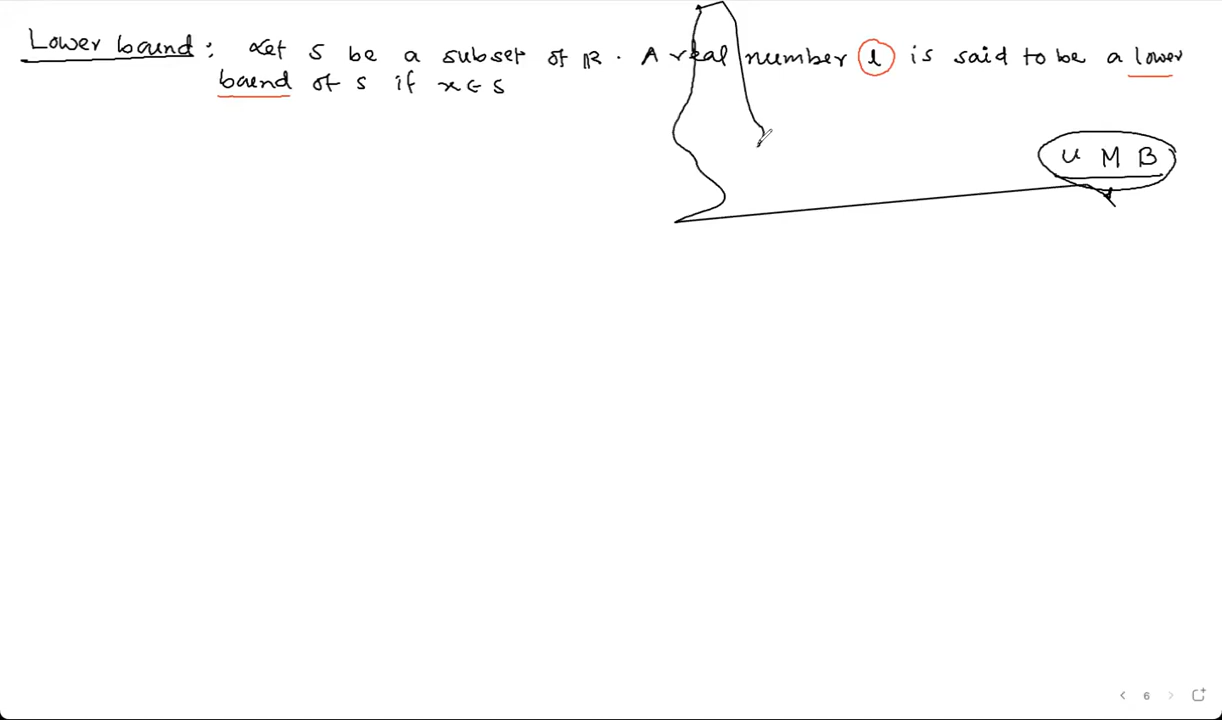 Lower bound : Let S be a subset of ℝ. A real number l is said to be a lower
bound of S if x ∈ S
U M B
6